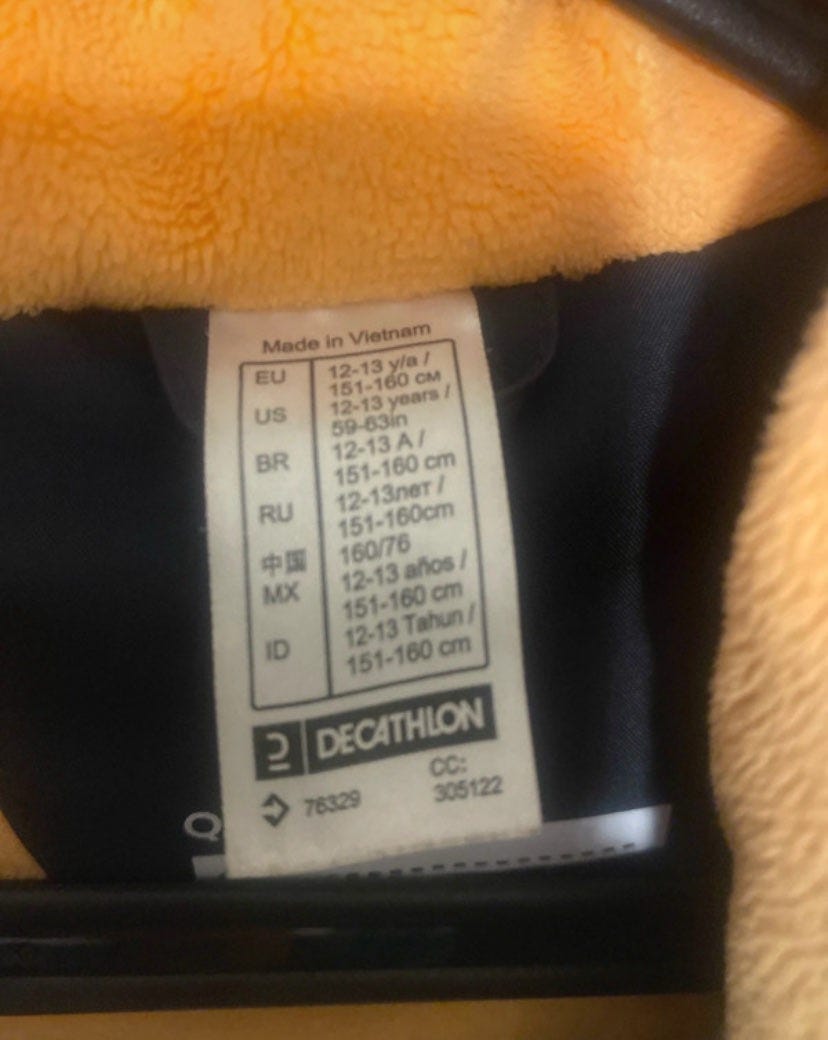 Made in Vietnam
EU 12-13 y/a /
151-160 см
US 12-13 years /
59-63in
BR 12-13 A /
151-160 cm
RU 12-13лет /
151-160cm
中国 160/76
MX 12-13 años /
151-160 cm
ID 12-13 Tahun /
151-160 cm
DECATHLON
CC:
76329 305122
Q